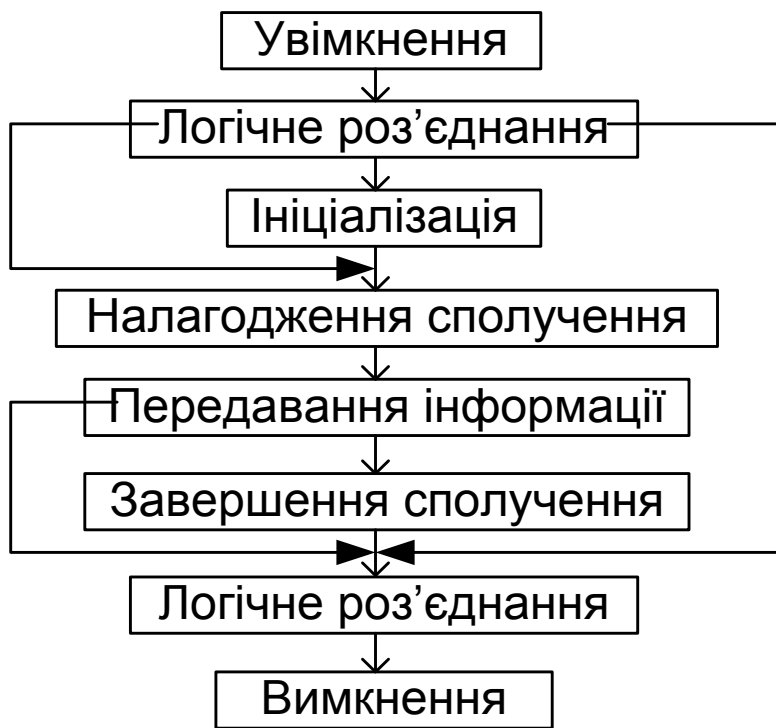 Увімкнення
Логічне роз’єднання
Ініціалізація
Налагодження сполучення
Передавання інформації
Завершення сполучення
Логічне роз’єднання
Вимкнення